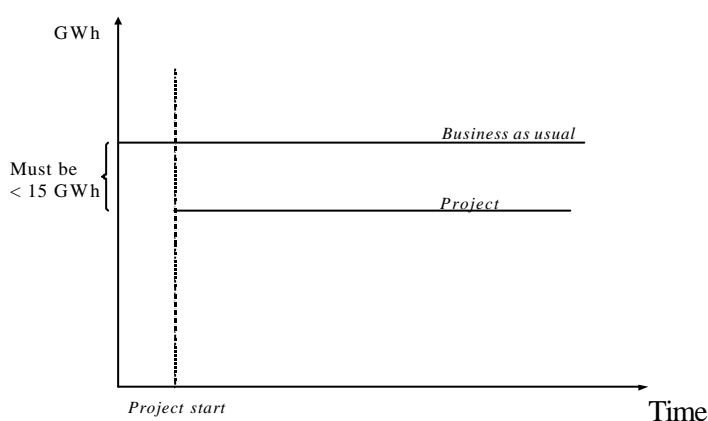 GWh
Business as usual
Must be
< 15 GWh
Project
Project start
Time